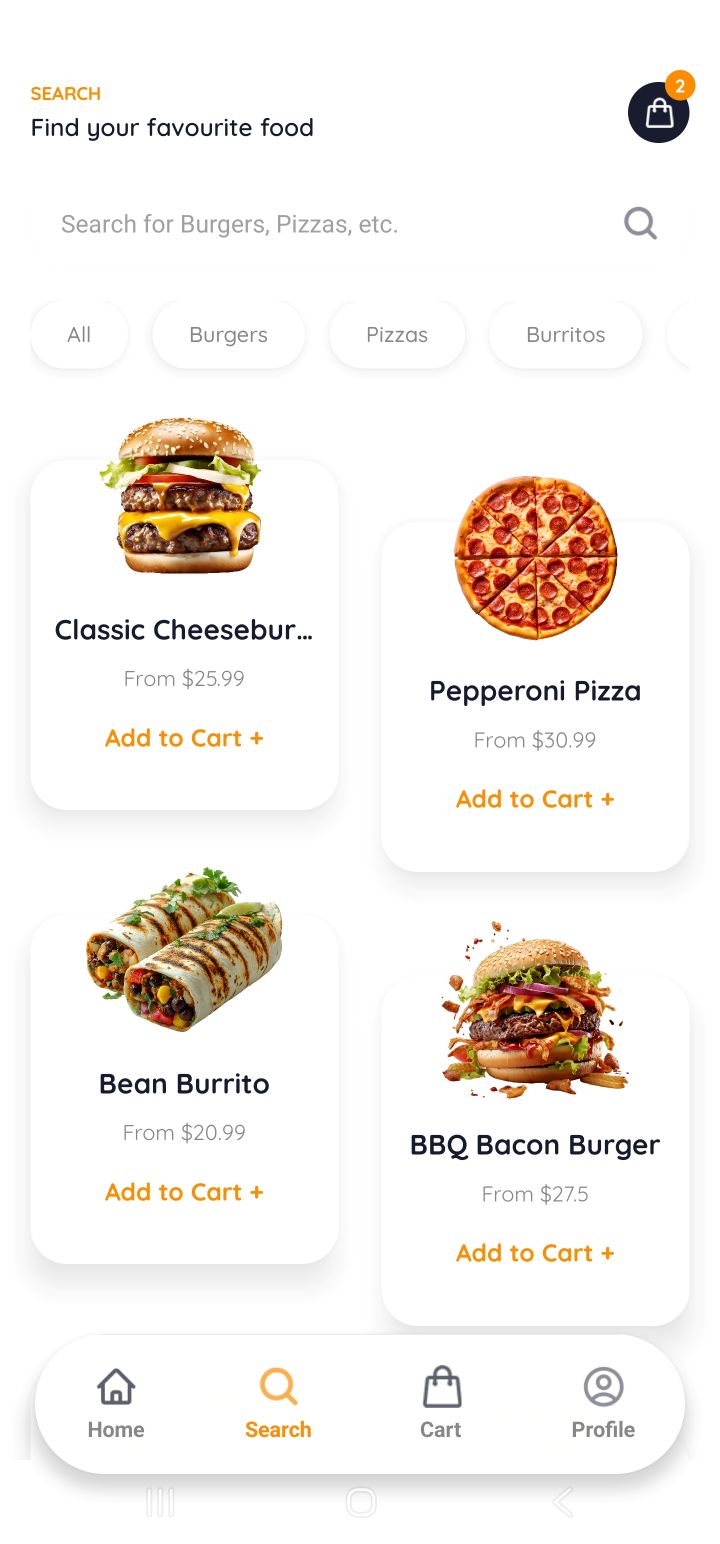 SEARCH
2
Find your favourite food
Search for Burgers, Pizzas, etc.
All
Burgers
Pizzas
Burritos
Classic Cheesebur...
From $25.99
Add to Cart +
Pepperoni Pizza
From $30.99
Add to Cart +
Bean Burrito
From $20.99
Add to Cart +
BBQ Bacon Burger
From $27.5
Add to Cart +
Home
Search
Cart
Profile